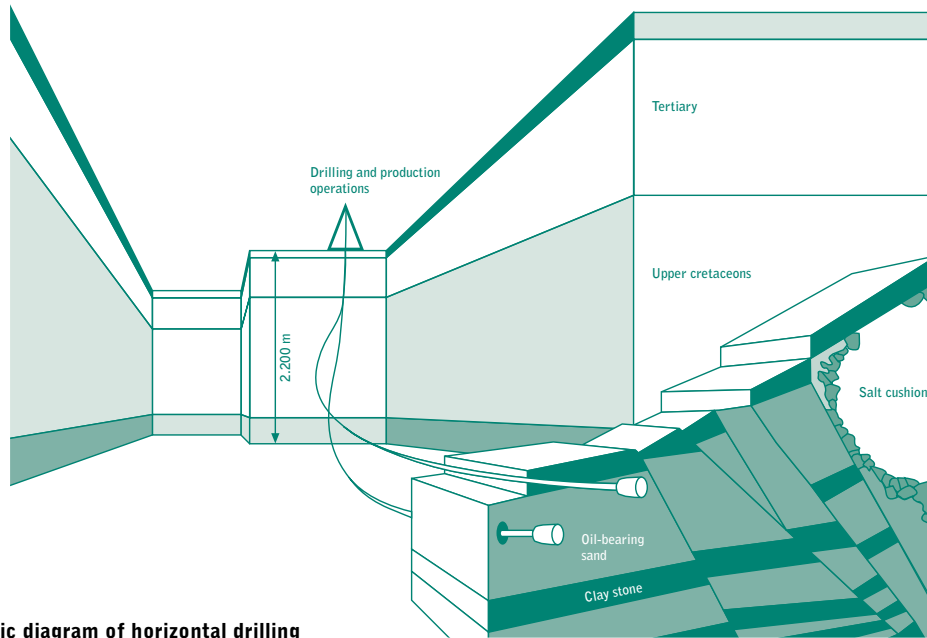 Tertiary
Drilling and production
operations
Upper cretaceons
2.200 m
Salt cushion
Oil-bearing
sand
Clay stone
ic diagram of horizontal drilling